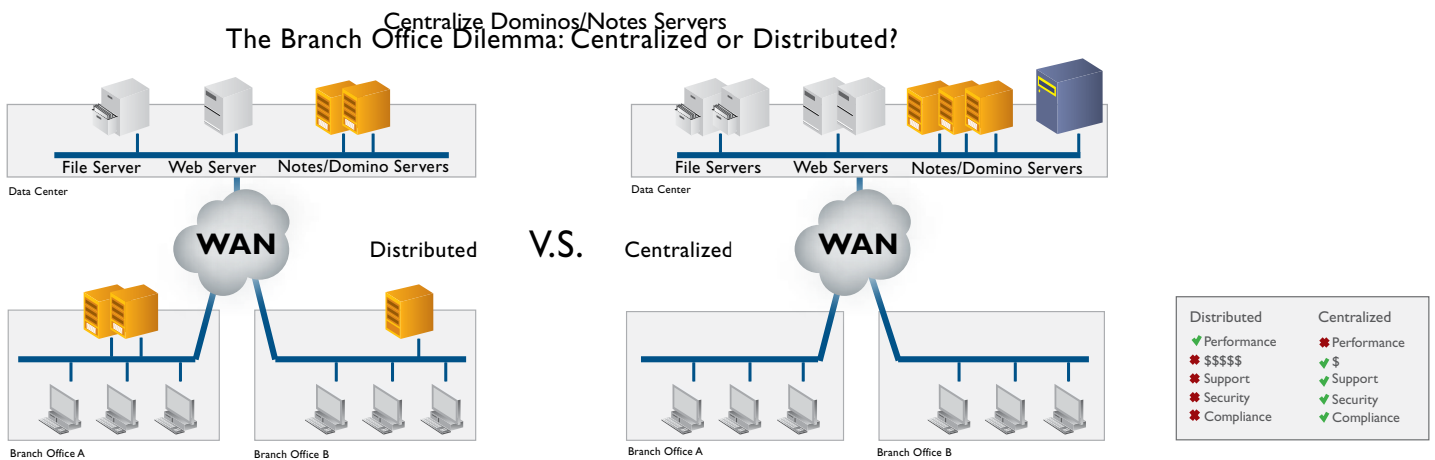 Centralize Dominos/Notes Servers
The Branch Office Dilemma: Centralized or Distributed?
File Server
Web Server
Notes/Domino Servers
Data Center
WAN
Distributed
Branch Office A
Branch Office B
V.S.
File Servers
Web Servers
Notes/Domino Servers
Data Center
WAN
Centralized
Branch Office A
Branch Office B
Distributed
Performance
$$$$$
Support
Security
Compliance
Centralized
Performance
$
Support
Security
Compliance